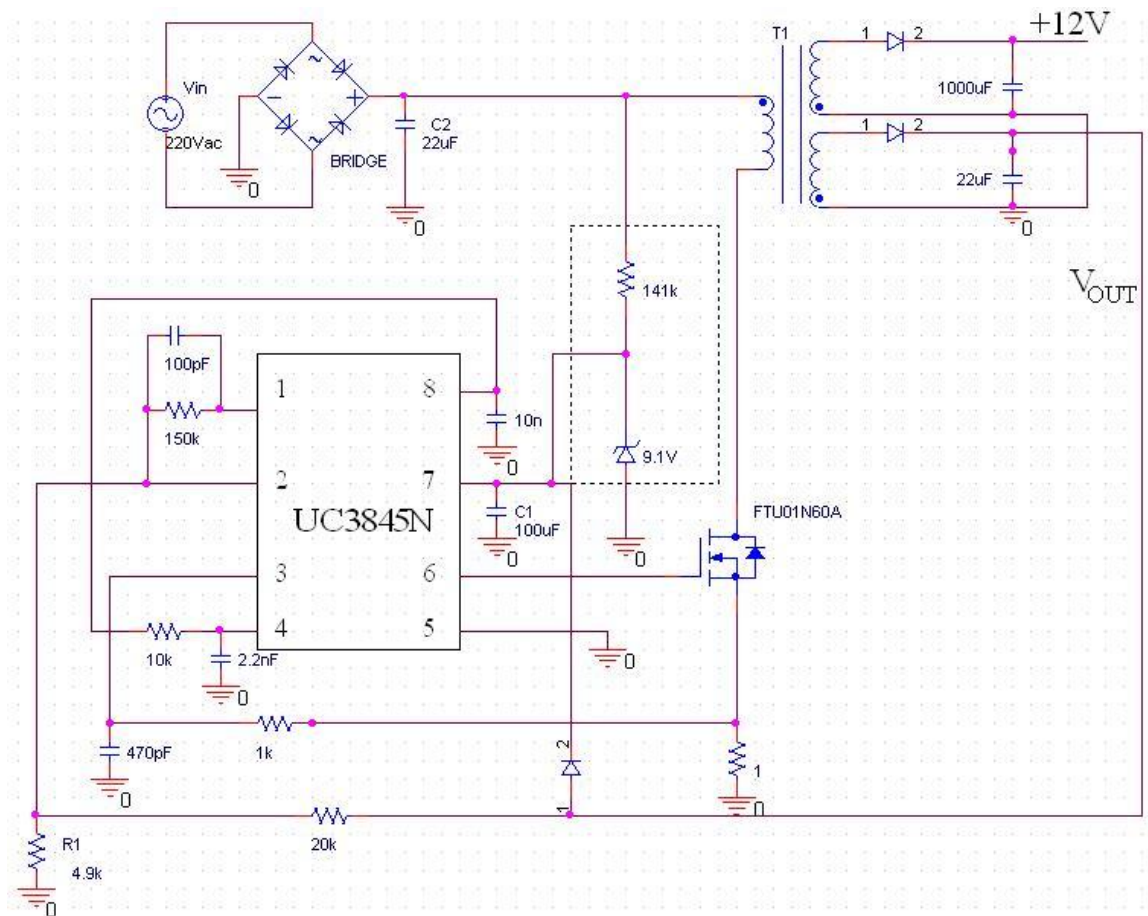 T1
1
2
+12V
Vin
220Vac
~
−
+
~
BRIDGE
C2
22uF
1000uF
1
2
22uF
0
0
0
141k
V OUT
100pF
1
8
150k
10n
0
9.1V
2
7
UC3845N
C1
100uF
0
0
FTU01N60A
3
6
4
5
10k
2.2nF
0
0
470pF
1k
2
1
0
1
0
20k
R1
4.9k
0